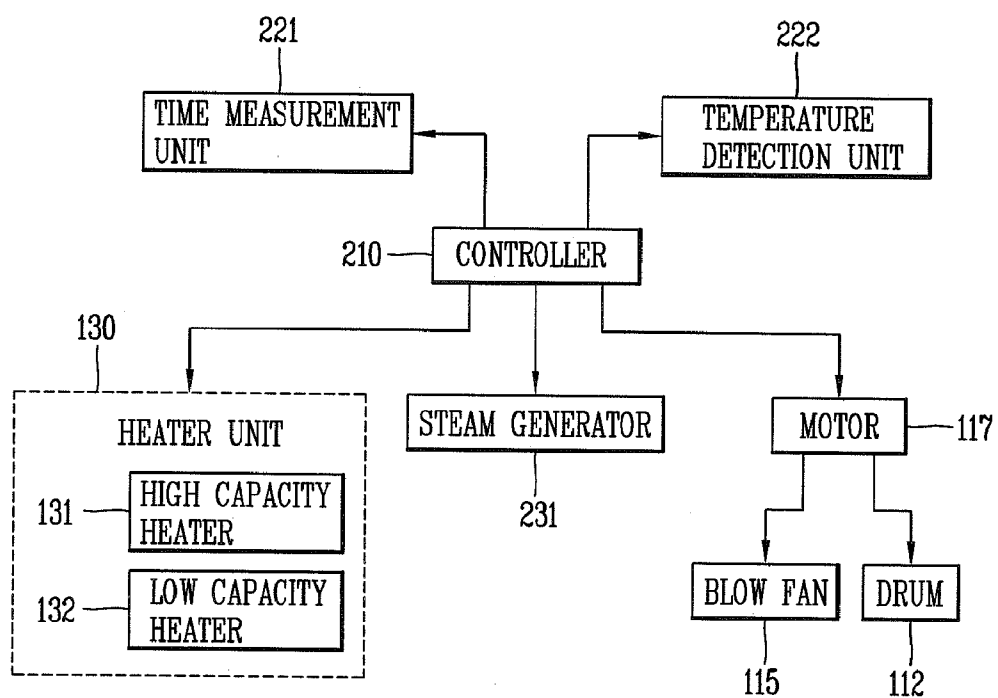 221
222
TIME MEASUREMENT
UNIT
TEMPERATURE
DETECTION UNIT
210
CONTROLLER
130
HEATER UNIT
STEAM GENERATOR
MOTOR
117
131
HIGH CAPACITY
HEATER
231
132
LOW CAPACITY
HEATER
BLOW FAN
DRUM
115
112